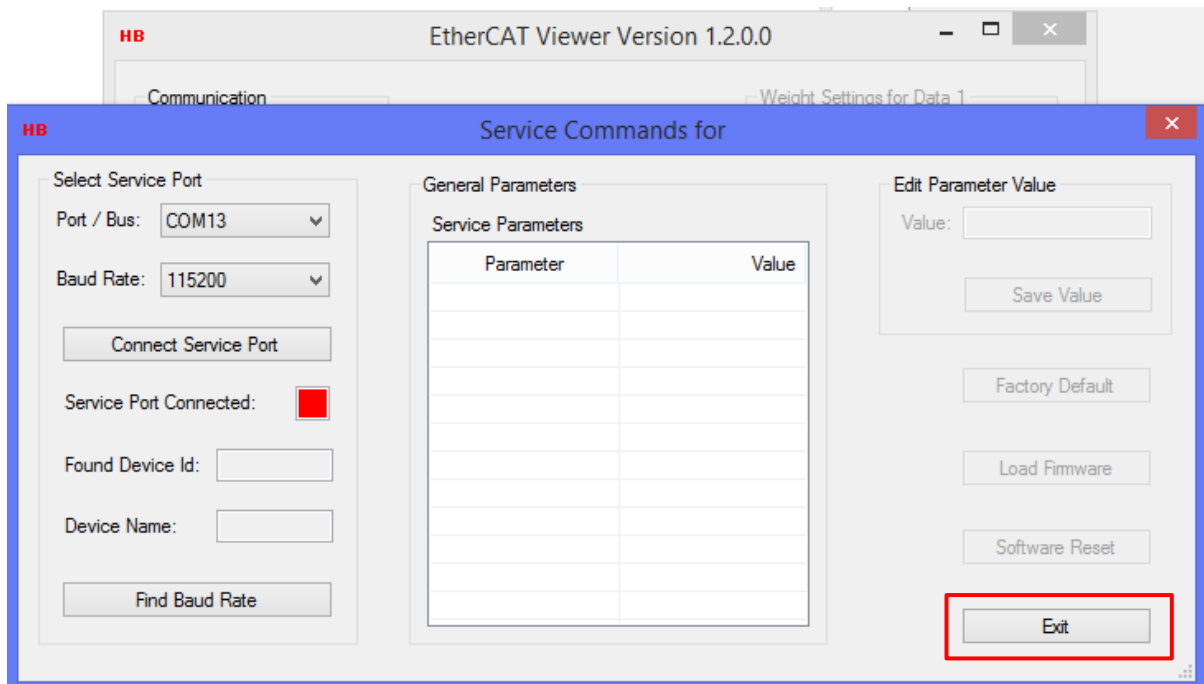 HB
EtherCAT Viewer Version 1.2.0.0
Communication
Weight Settings for Data 1
HB
Service Commands for
Select Service Port
Port / Bus: COM13
Baud Rate: 115200
Connect Service Port
Service Port Connected:
Found Device Id:
Device Name:
Find Baud Rate
General Parameters
Service Parameters
Parameter Value
Edit Parameter Value
Value:
Save Value
Factory Default
Load Firmware
Software Reset
Exit